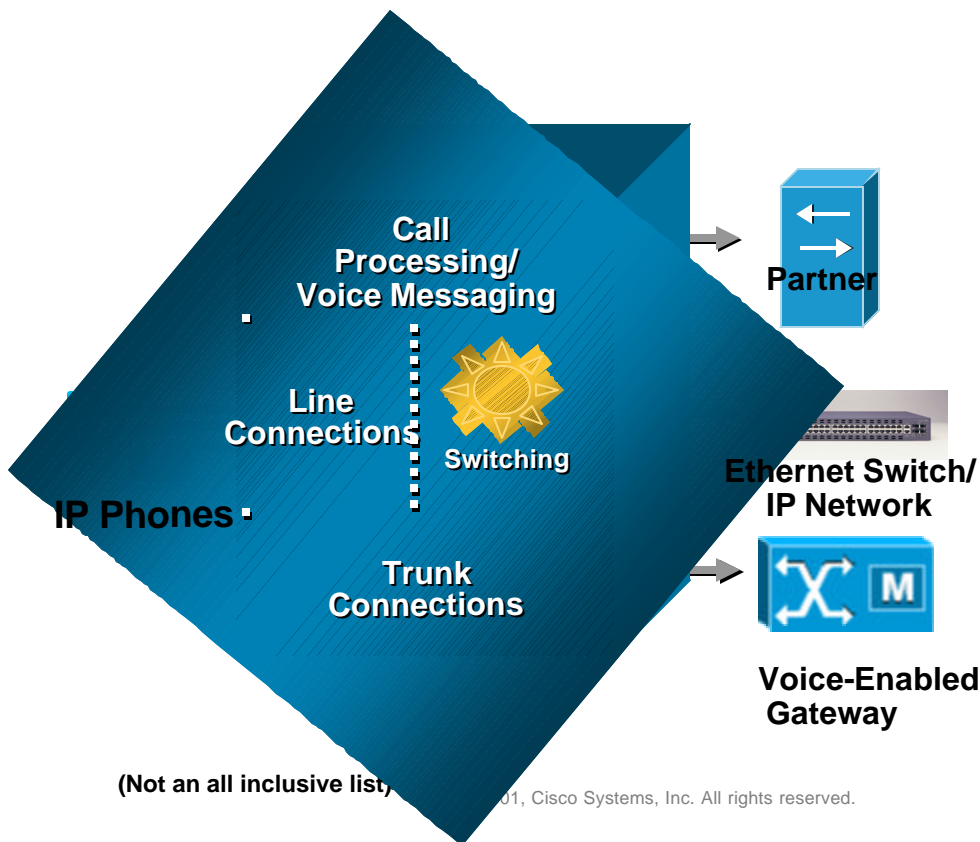 Call
Processing/
Voice Messaging
Partner
Line
Connections
Switching
Ethernet Switch/
IP Network
IP Phones
Trunk
Connections
M
Voice-Enabled
Gateway
(Not an all inclusive list)
01, Cisco Systems, Inc. All rights reserved.